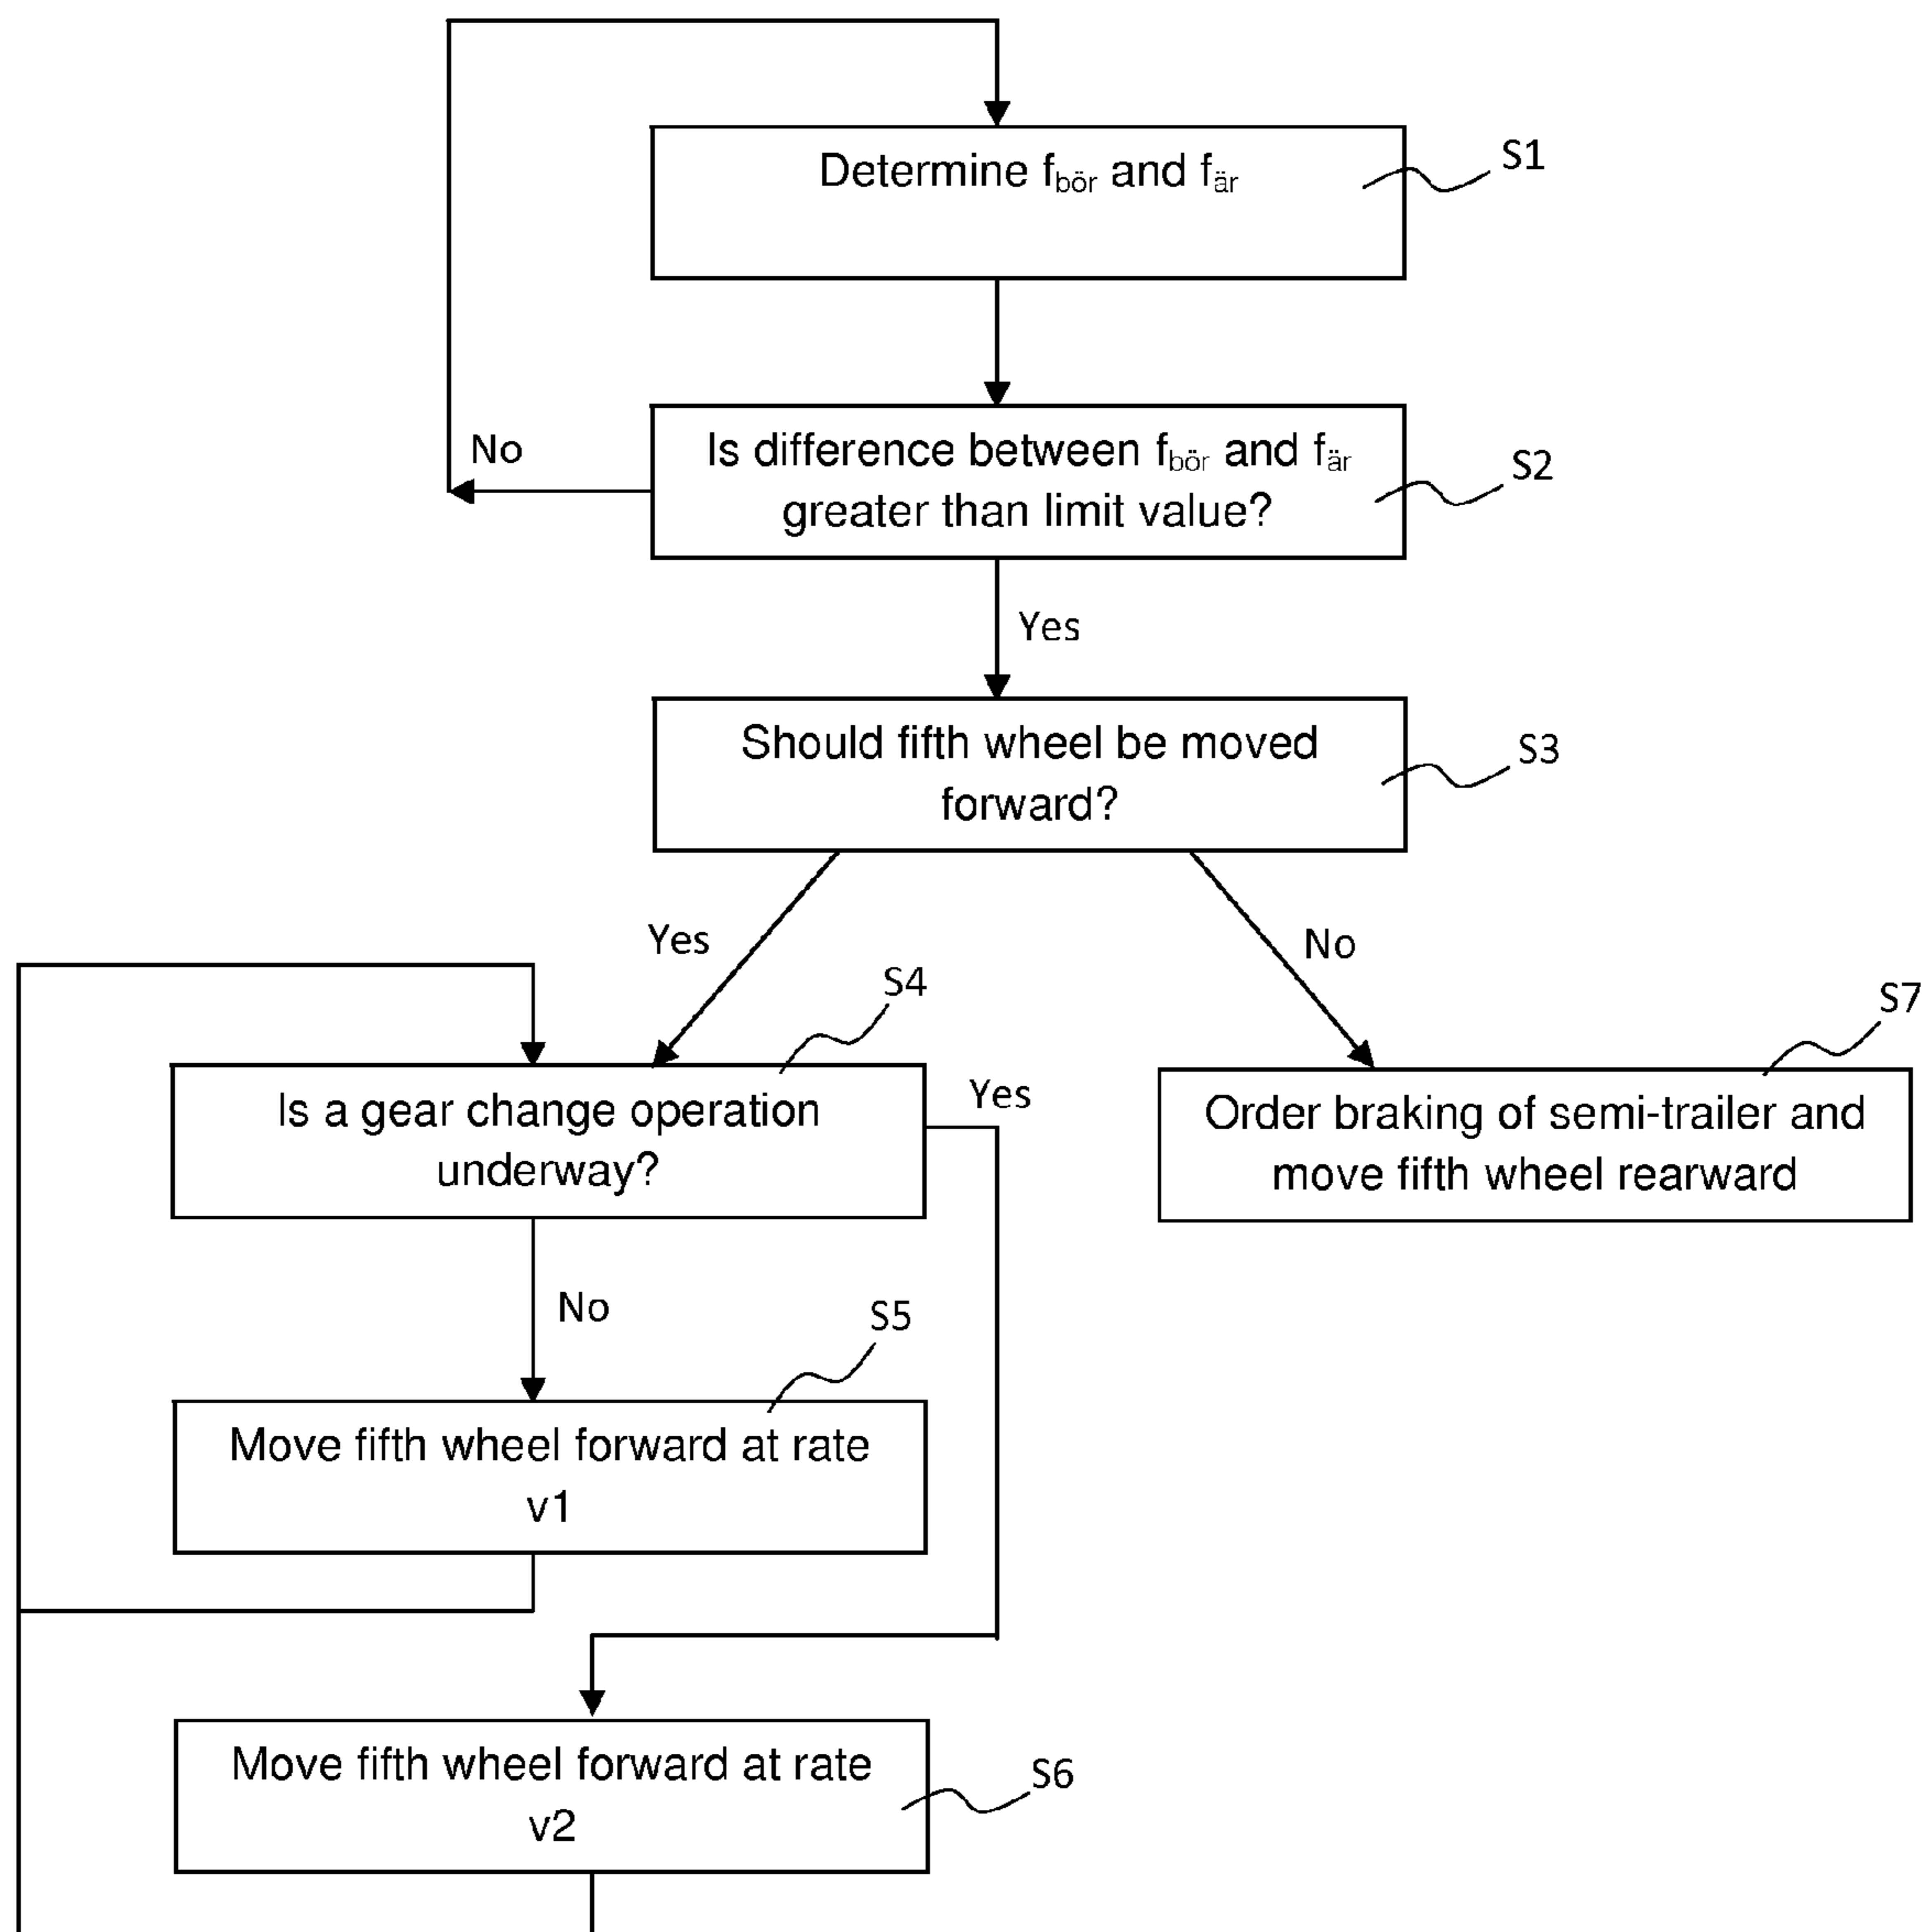 Determine fbör and fär
S1
No
Is difference between fbör and fär
greater than limit value?
S2
Yes
Should fifth wheel be moved
forward?
S3
Yes
No
S4
S7
Is a gear change operation
underway?
Yes
Order braking of semi-trailer and
move fifth wheel rearward
No
S5
Move fifth wheel forward at rate
v1
Move fifth wheel forward at rate
v2
S6